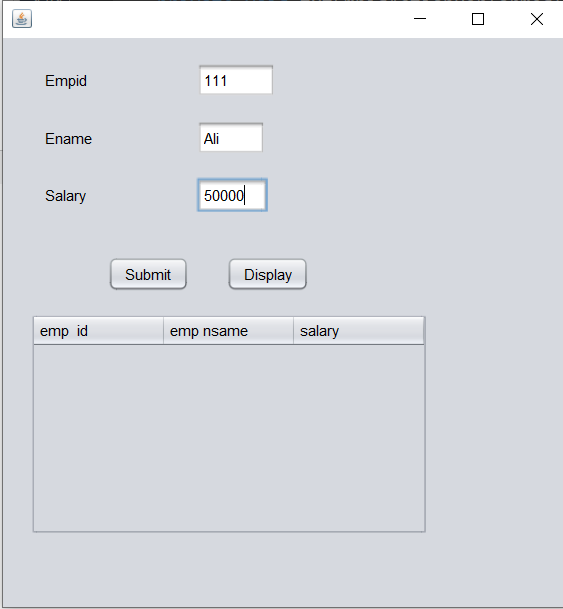 Empid 111
Ename Ali
Salary 50000
Submit Display
emp id emp nsame salary